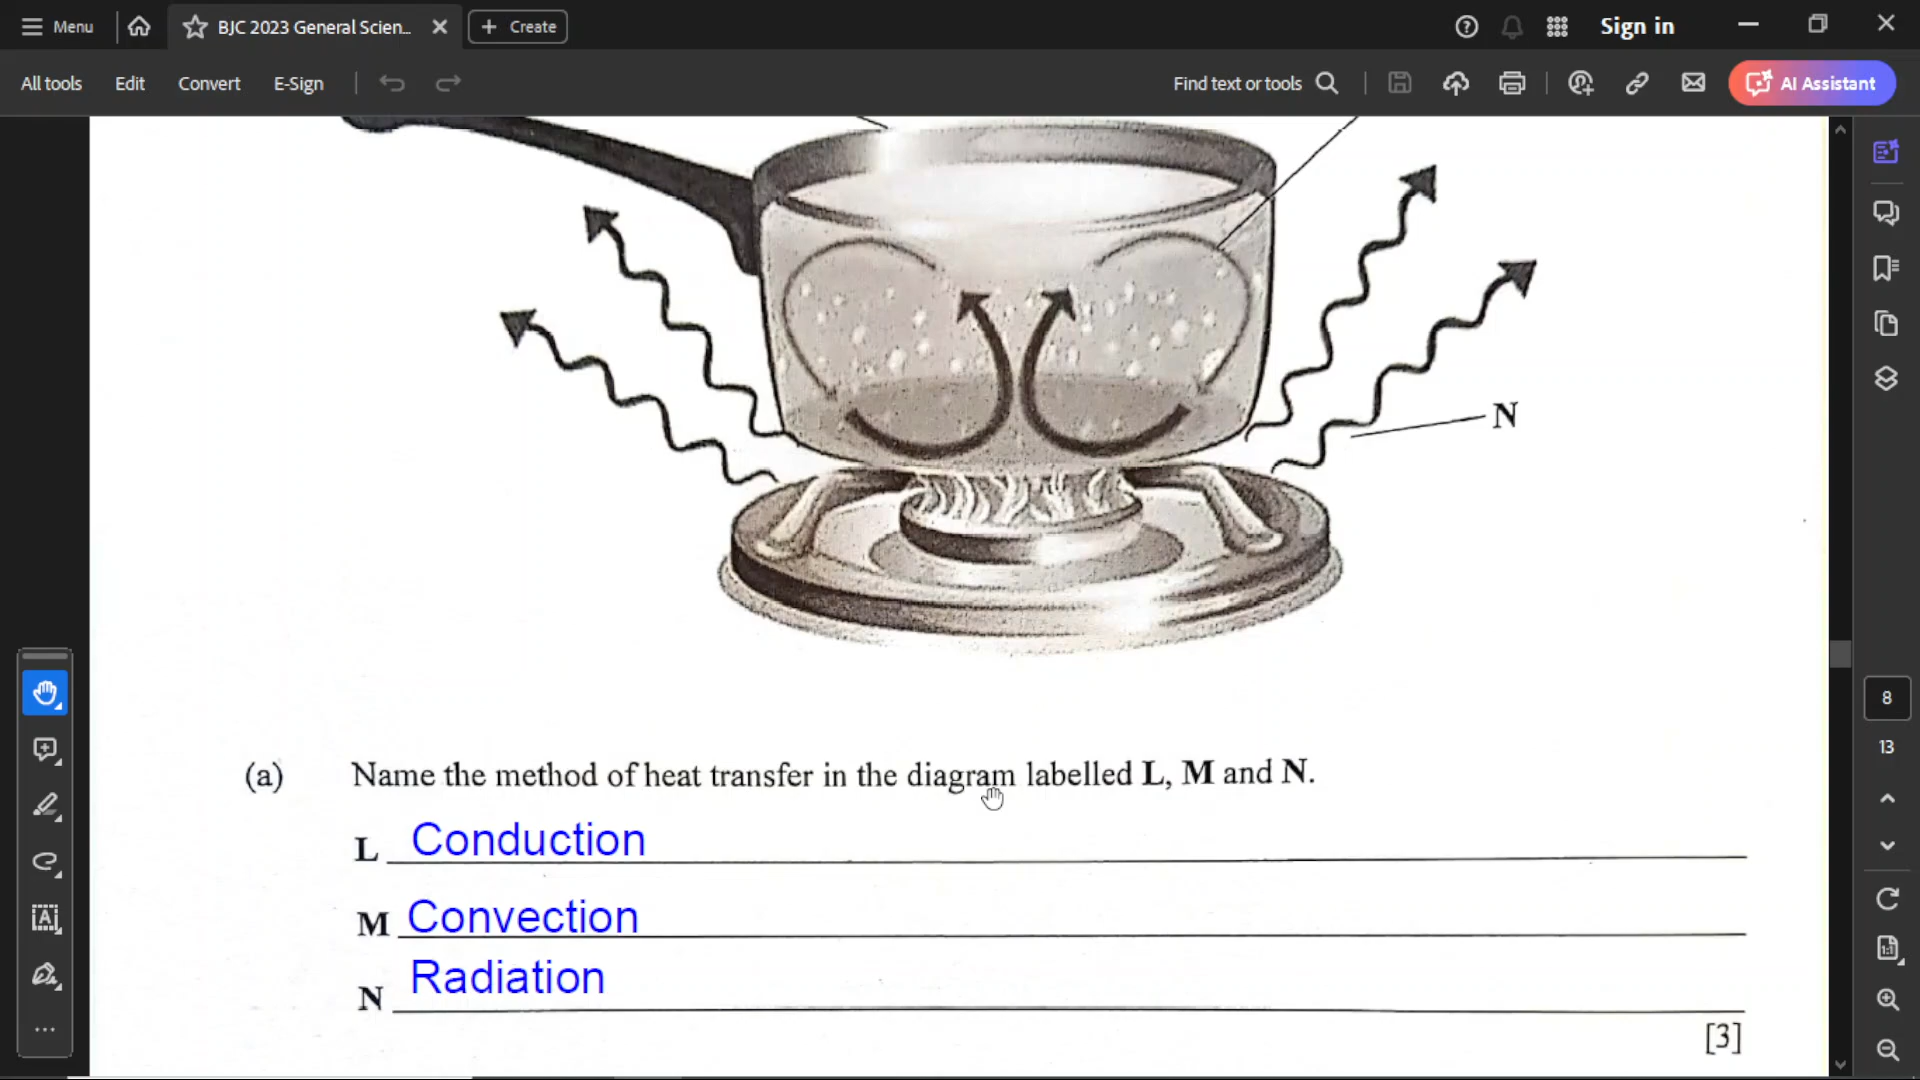 Menu
BJC 2023 General Scien...
Create
Sign in
All tools
Edit
Convert
E-Sign
Find text or tools
AI Assistant
N
(a) Name the method of heat transfer in the diagram labelled L, M and N.
L Conduction
M Convection
N Radiation
[3]
8
13